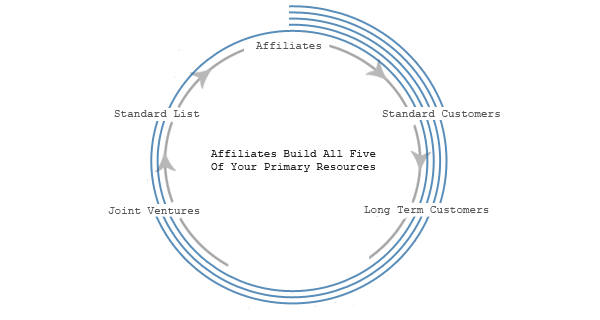 Affiliates
Standard List
Standard Customers
Affiliates Build All Five
Of Your Primary Resources
Joint Ventures
Long Term Customers